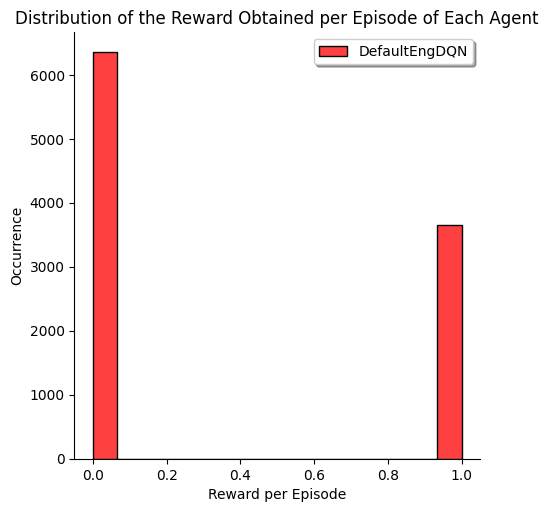 Distribution of the Reward Obtained per Episode of Each Agent
DefaultEngDQN
6000
5000
4000
3000
2000
1000
0
Occurrence
0.0 0.2 0.4 0.6 0.8 1.0
Reward per Episode